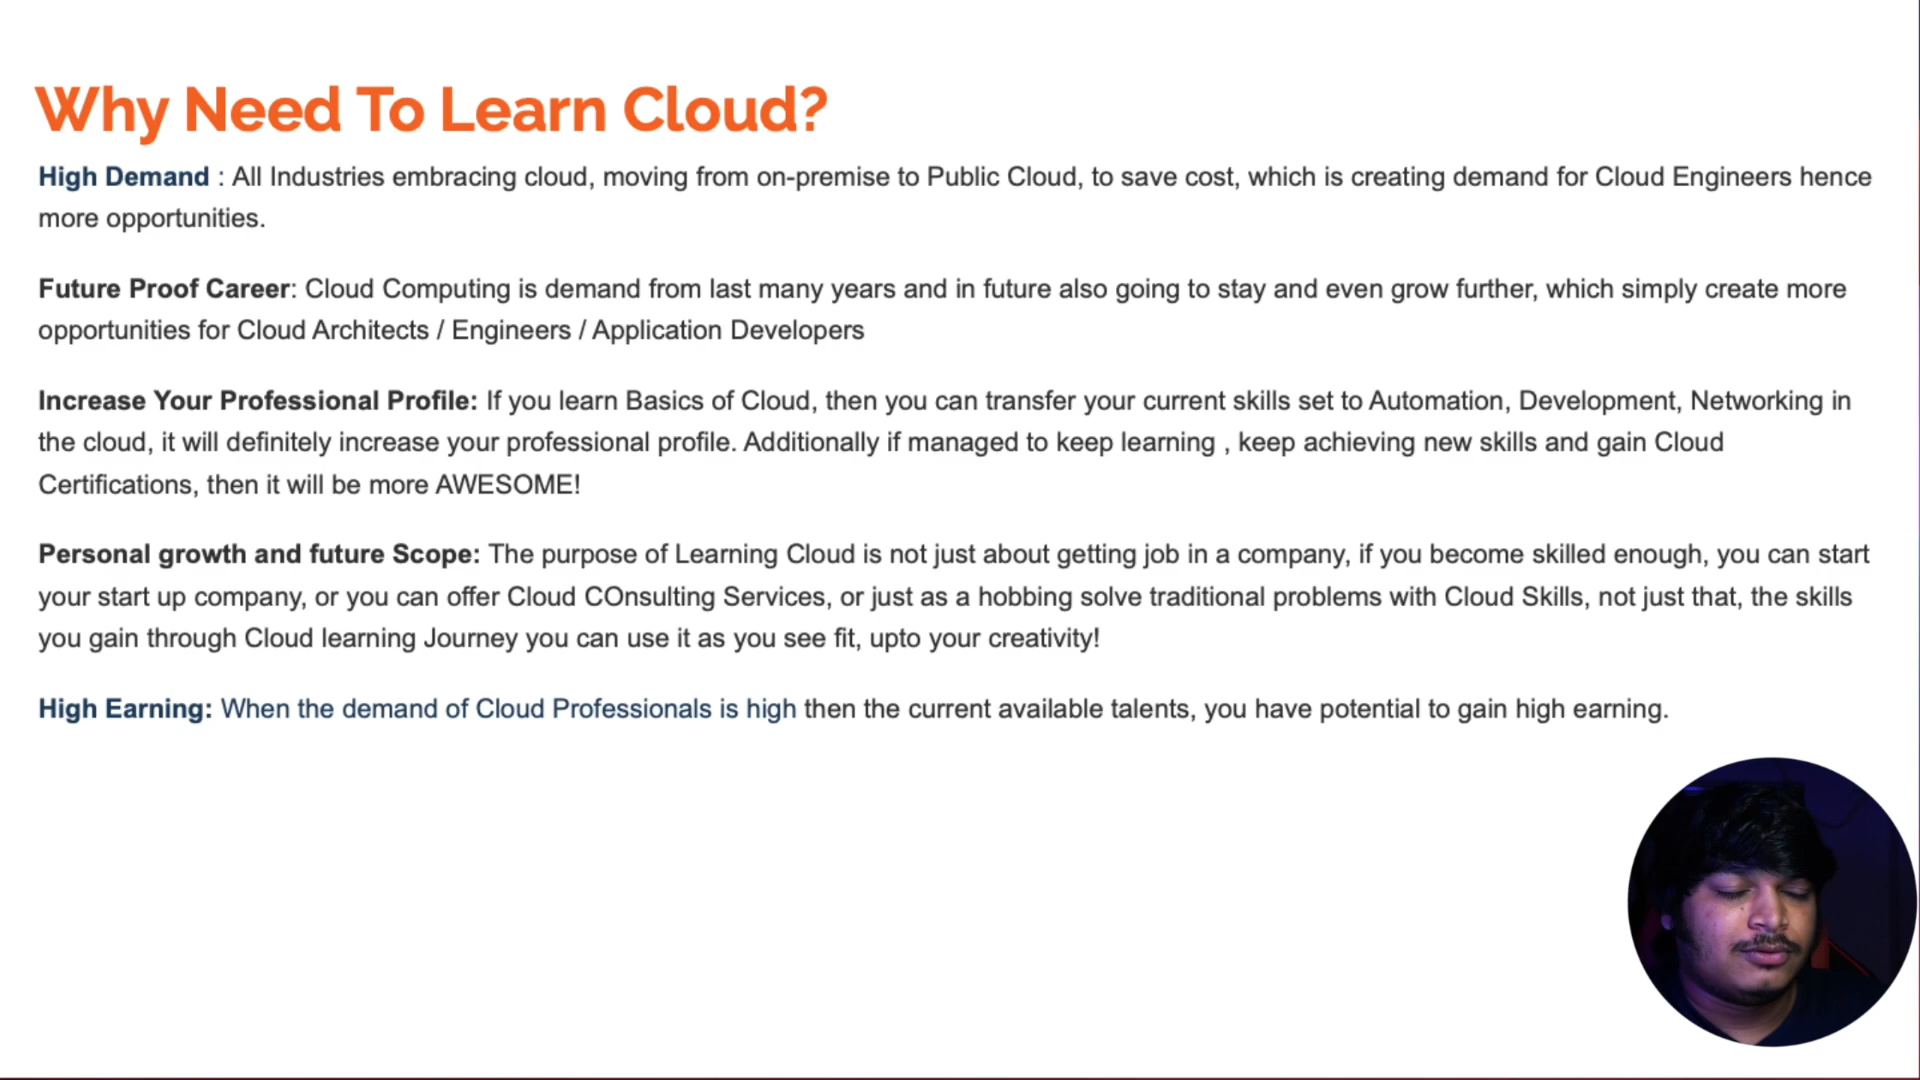 Why Need To Learn Cloud?
High Demand : All Industries embracing cloud, moving from on-premise to Public Cloud, to save cost, which is creating demand for Cloud Engineers hence
more opportunities.
Future Proof Career: Cloud Computing is demand from last many years and in future also going to stay and even grow further, which simply create more
opportunities for Cloud Architects / Engineers / Application Developers
Increase Your Professional Profile: If you learn Basics of Cloud, then you can transfer your current skills set to Automation, Development, Networking in
the cloud, it will definitely increase your professional profile. Additionally if managed to keep learning , keep achieving new skills and gain Cloud
Certifications, then it will be more AWESOME!
Personal growth and future Scope: The purpose of Learning Cloud is not just about getting job in a company, if you become skilled enough, you can start
your start up company, or you can offer Cloud COnsulting Services, or just as a hobbing solve traditional problems with Cloud Skills, not just that, the skills
you gain through Cloud learning Journey you can use it as you see fit, upto your creativity!
High Earning: When the demand of Cloud Professionals is high then the current available talents, you have potential to gain high earning.